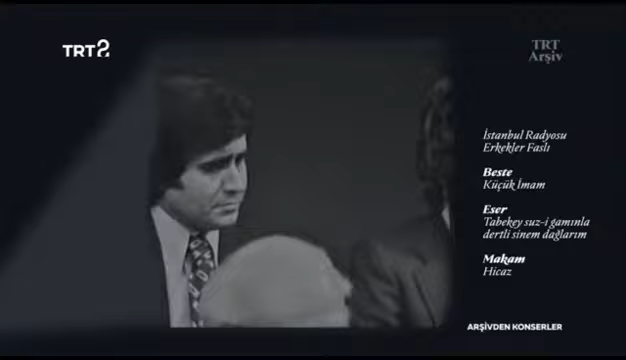 TRT2
TRT
Arşiv
İstanbul Radyosu
Erkekler Faslı
Beste
Küçük İmam
Eser
Tabekey suz-i gamınla
dertli sinem dağlarım
Makam
Hicaz
ARŞİVDEN KONSERLER